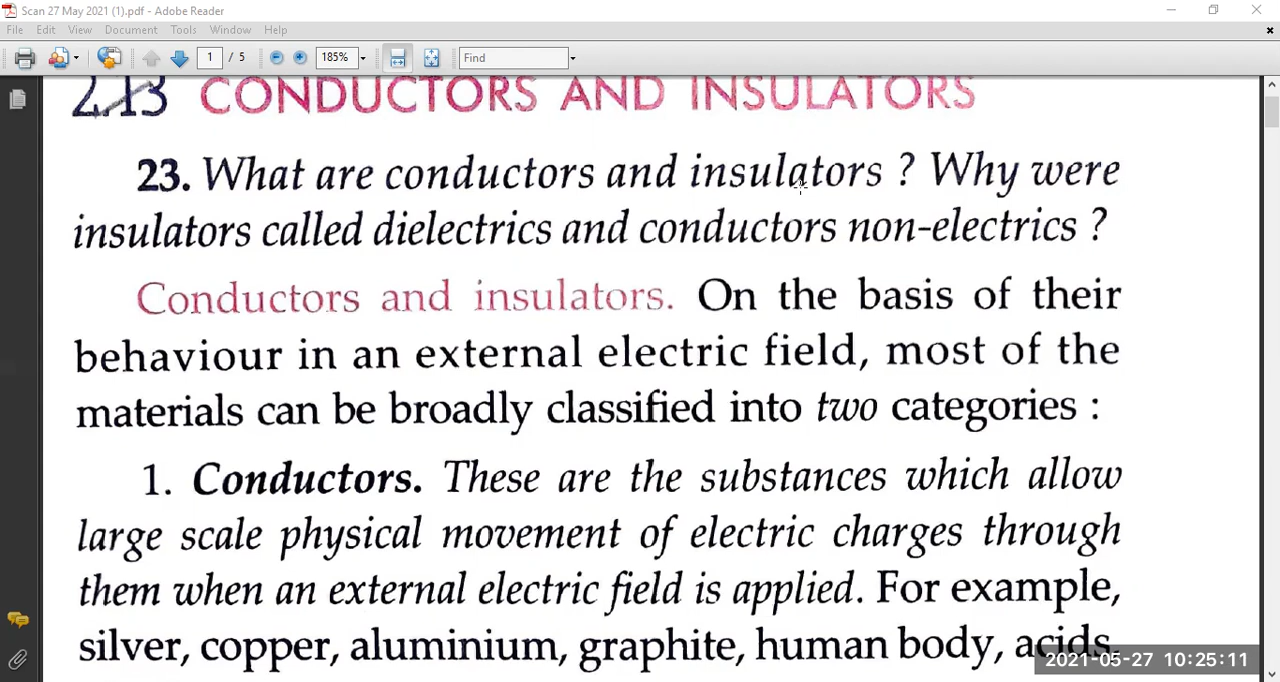 Scan 27 May 2021 (1).pdf - Adobe Reader
File Edit View Document Tools Window Help
1 / 5 185% Find
2.13 CONDUCTORS AND INSULATORS
23. What are conductors and insulators ? Why were
insulators called dielectrics and conductors non-electrics ?
Conductors and insulators. On the basis of their
behaviour in an external electric field, most of the
materials can be broadly classified into two categories :
1. Conductors. These are the substances which allow
large scale physical movement of electric charges through
them when an external electric field is applied. For example,
silver, copper, aluminium, graphite, human body, acids,
2021-05-27 10:25:11